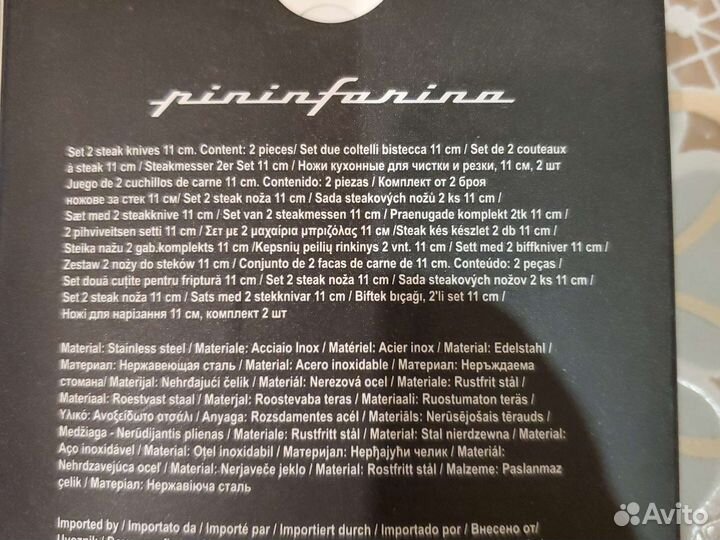 pininfarina
Set 2 steak knives 11 cm. Content: 2 pieces/ Set due coltelli bistecca 11 cm / Set de 2 couteaux
à steak 11 cm / Steakmesser 2er Set 11 cm / Ножи кухонные для чистки и резки, 11 см, 2 шт
Juego de 2 cuchillos de carne 11 cm. Contenido: 2 piezas / Комплект от 2 броя
ножове за стек 11 см/ Set 2 steak noža 11 cm / Sada steakových nožů 2 ks 11 cm /
Sæt med 2 steakknive 11 cm / Set van 2 steakmessen 11 cm / Praenugade komplekt 2tk 11 cm /
2 pihviveitsen setti 11 cm / Σετ με 2 μαχαίρια μπριζόλας 11 εκ /Steak kés készlet 2 db 11 cm /
Steika nažu 2 gab.komplekts 11 cm /Kepsnių peilių rinkinys 2 vnt. 11 cm / Sett med 2 biffkniver 11 cm /
Zestaw 2 noży do steków 11 cm / Conjunto de 2 facas de carne de 11 cm. Conteúdo: 2 peças /
Set două cuțite pentru friptură 11 cm / Set 2 steak noža 11 cm /Sada steakových nožov 2 ks 11 cm /
Set 2 steak noža 11 cm / Sats med 2 stekknivar 11 cm / Biftek bıçağı, 2'li set 11 cm /
Ножі для нарізання 11 см, комплект 2 шт
Material: Stainless steel / Materiale: Acciaio Inox / Matériel: Acier inox / Material: Edelstahl /
Материал: Нержавеющая сталь / Material: Acero inoxidable / Материал: Неръждаема
стомана/ Materijal: Nehrđajući čelik / Materiál: Nerezová ocel / Materiale: Rustfrit stål /
Materiaal: Roestvast staal / Materjal: Roostevaba teras / Materiaali: Ruostumaton teräs /
Υλικό: Ανοξείδωτο ατσάλι / Anyaga: Rozsdamentes acél / Materiāls: Nerūsējošais tērauds /
Medžiaga - Nerūdijantis plienas / Materiale: Rustfritt stål / Materiał: Stal nierdzewna / Material:
Aço inoxidável / Material: Oțel inoxidabil / Материјал: Нерђајући челик / Materiál:
Nehrdzavejúca oceľ / Material: Nerjaveče jeklo / Material: Rostfritt stål / Malzeme: Paslanmaz
çelik / Матеріал: Нержавіюча сталь
Imported by / Importato da / Importé par / Importiert durch / Importado por / Внесено от/
Avito